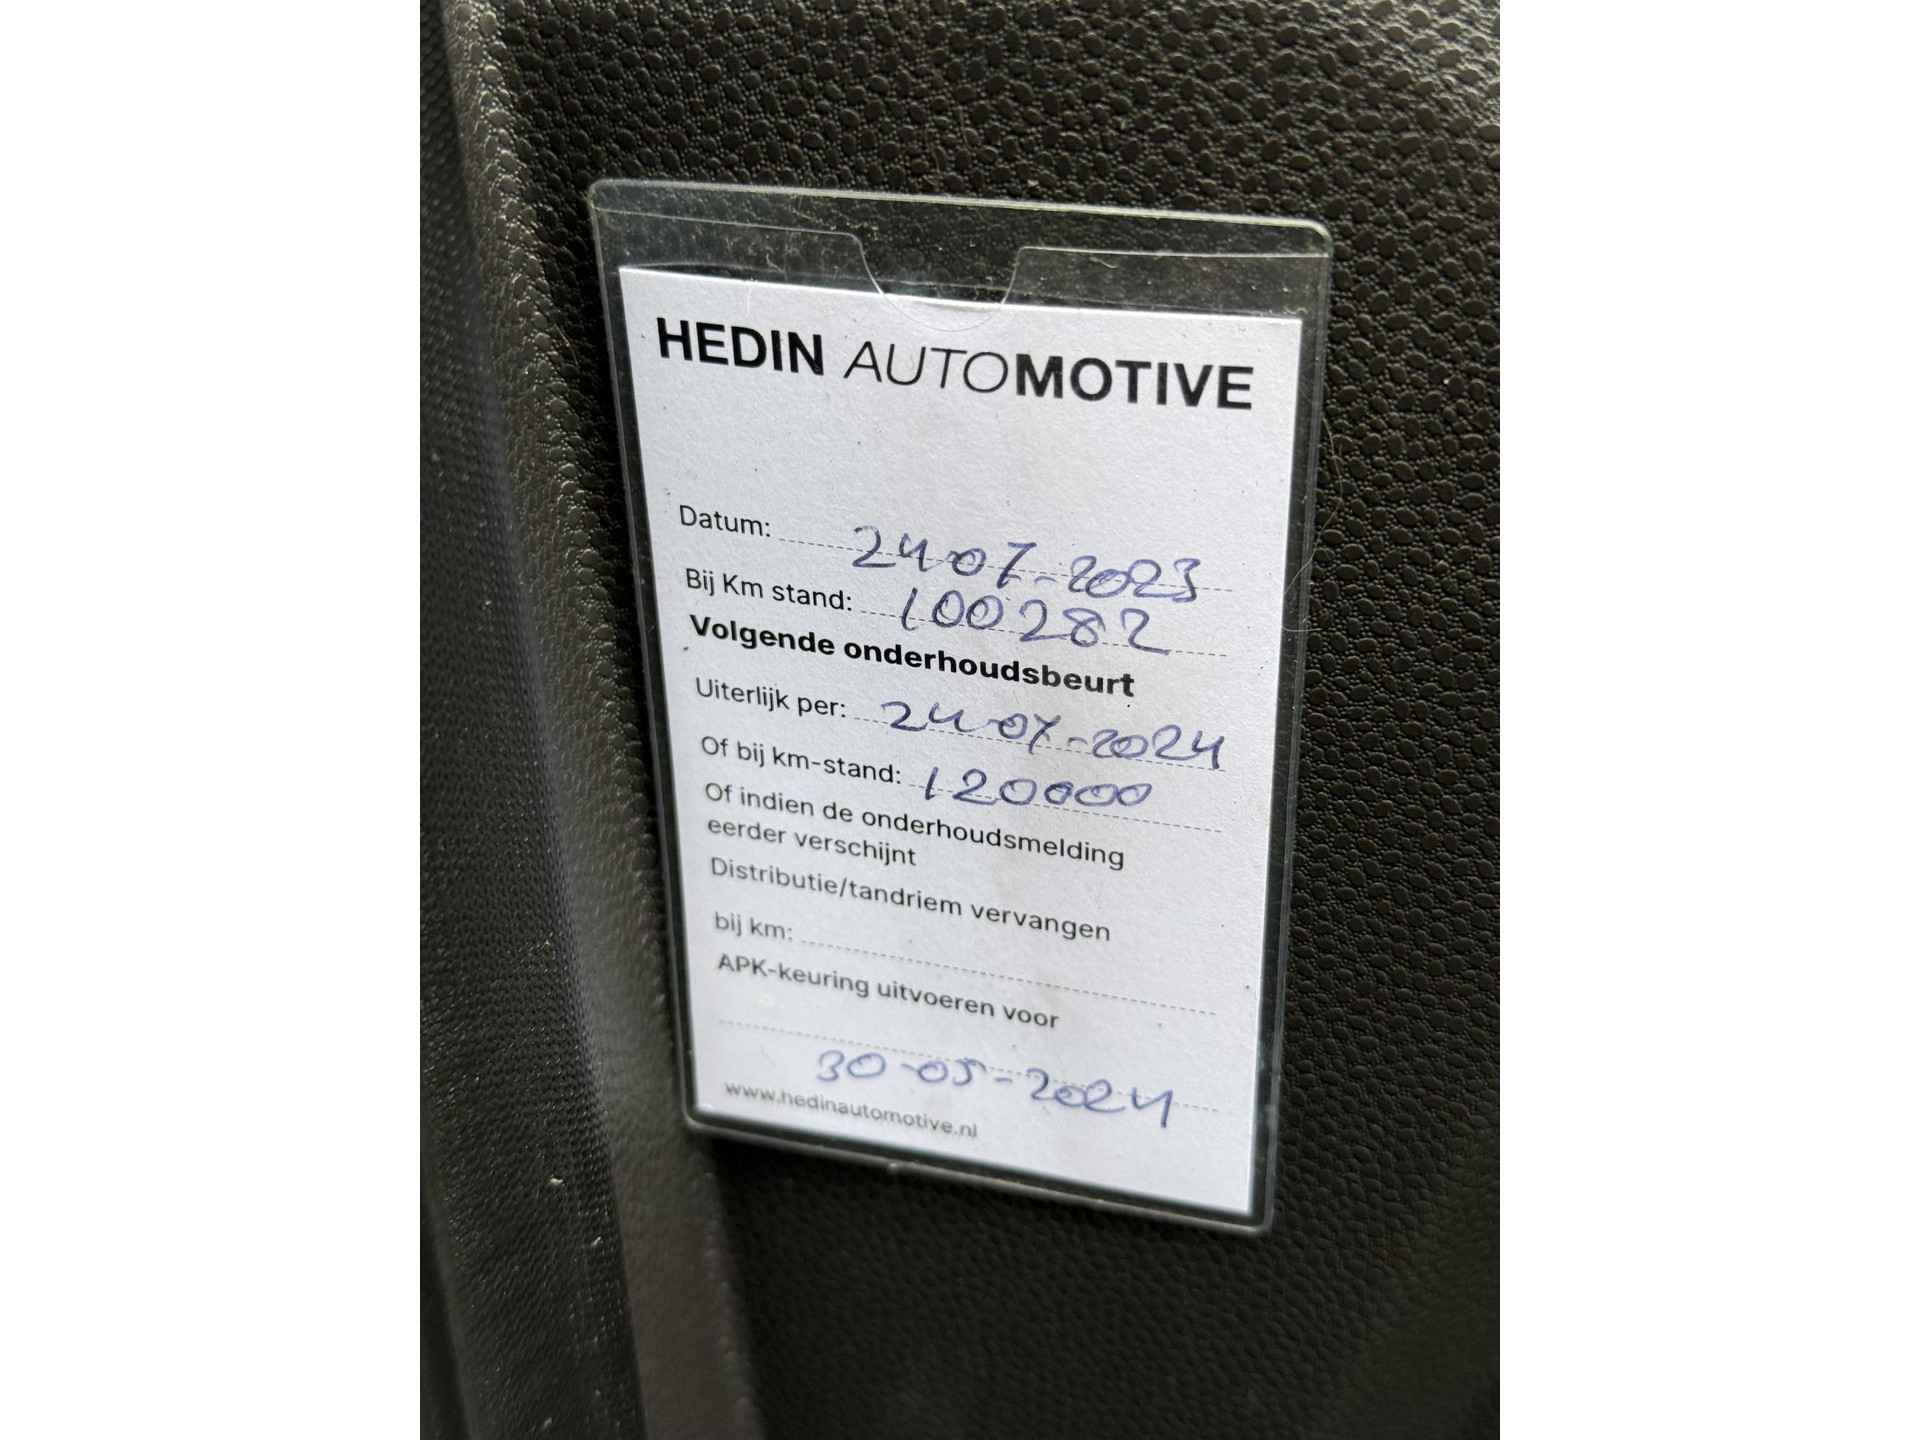 HEDIN AUTOMOTIVE
Datum: 24-07-2023
Bij Km stand: 100282
Volgende onderhoudsbeurt
Uiterlijk per: 24-07-2024
Of bij km-stand: 120000
Of indien de onderhoudsmelding
eerder verschijnt
Distributie/tandriem vervangen
bij km:
APK-keuring uitvoeren voor
30-05-2024
www.hedinautomotive.nl